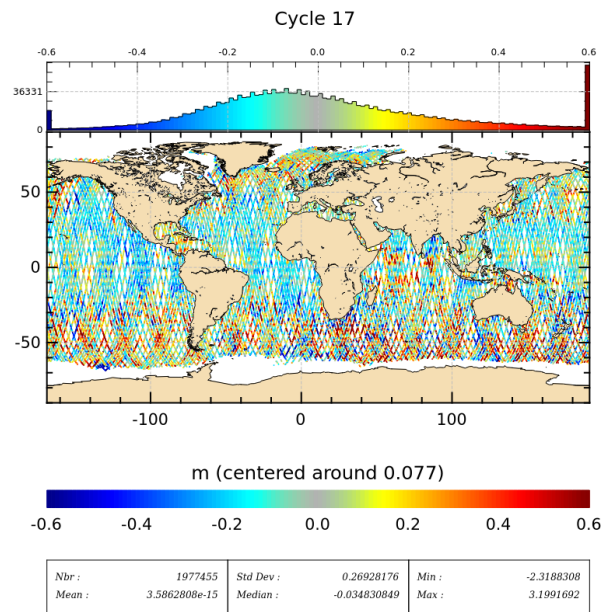 Cycle 17
-0.6 -0.4 -0.2 0.0 0.2 0.4 0.6
36331
0
50
0
-50
-100 0 100
m (centered around 0.077)
-0.6 -0.4 -0.2 0.0 0.2 0.4 0.6
Nbr : 1977455 Std Dev : 0.26928176 Min : -2.3188308
Mean : 3.5862808e-15 Median : -0.034830849 Max : 3.1991692